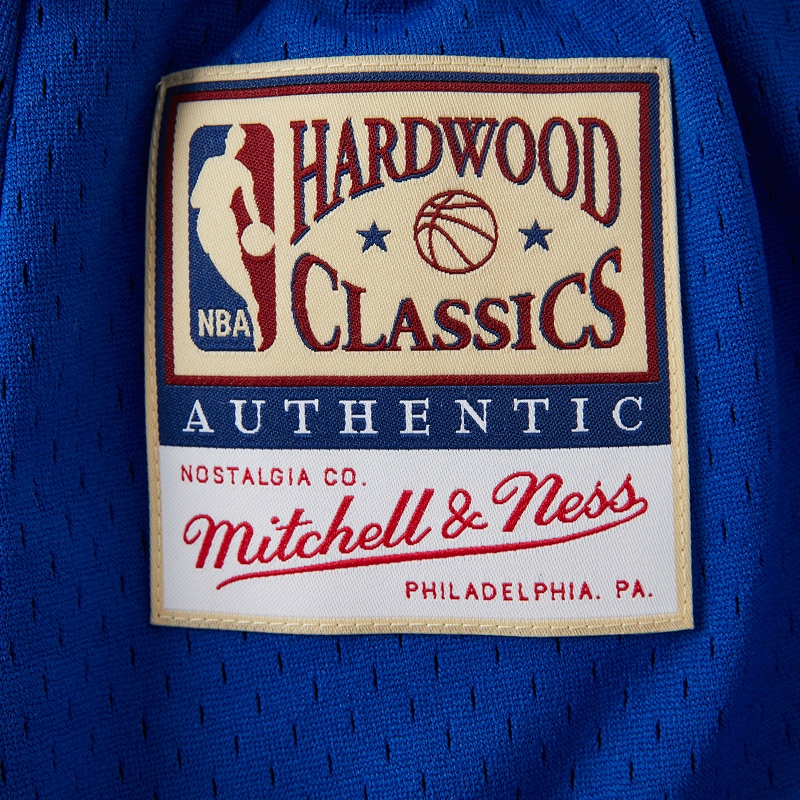 HARDWOOD
CLASSICS
NBA
AUTHENTIC
NOSTALGIA CO.
Mitchell & Ness
PHILADELPHIA. PA.